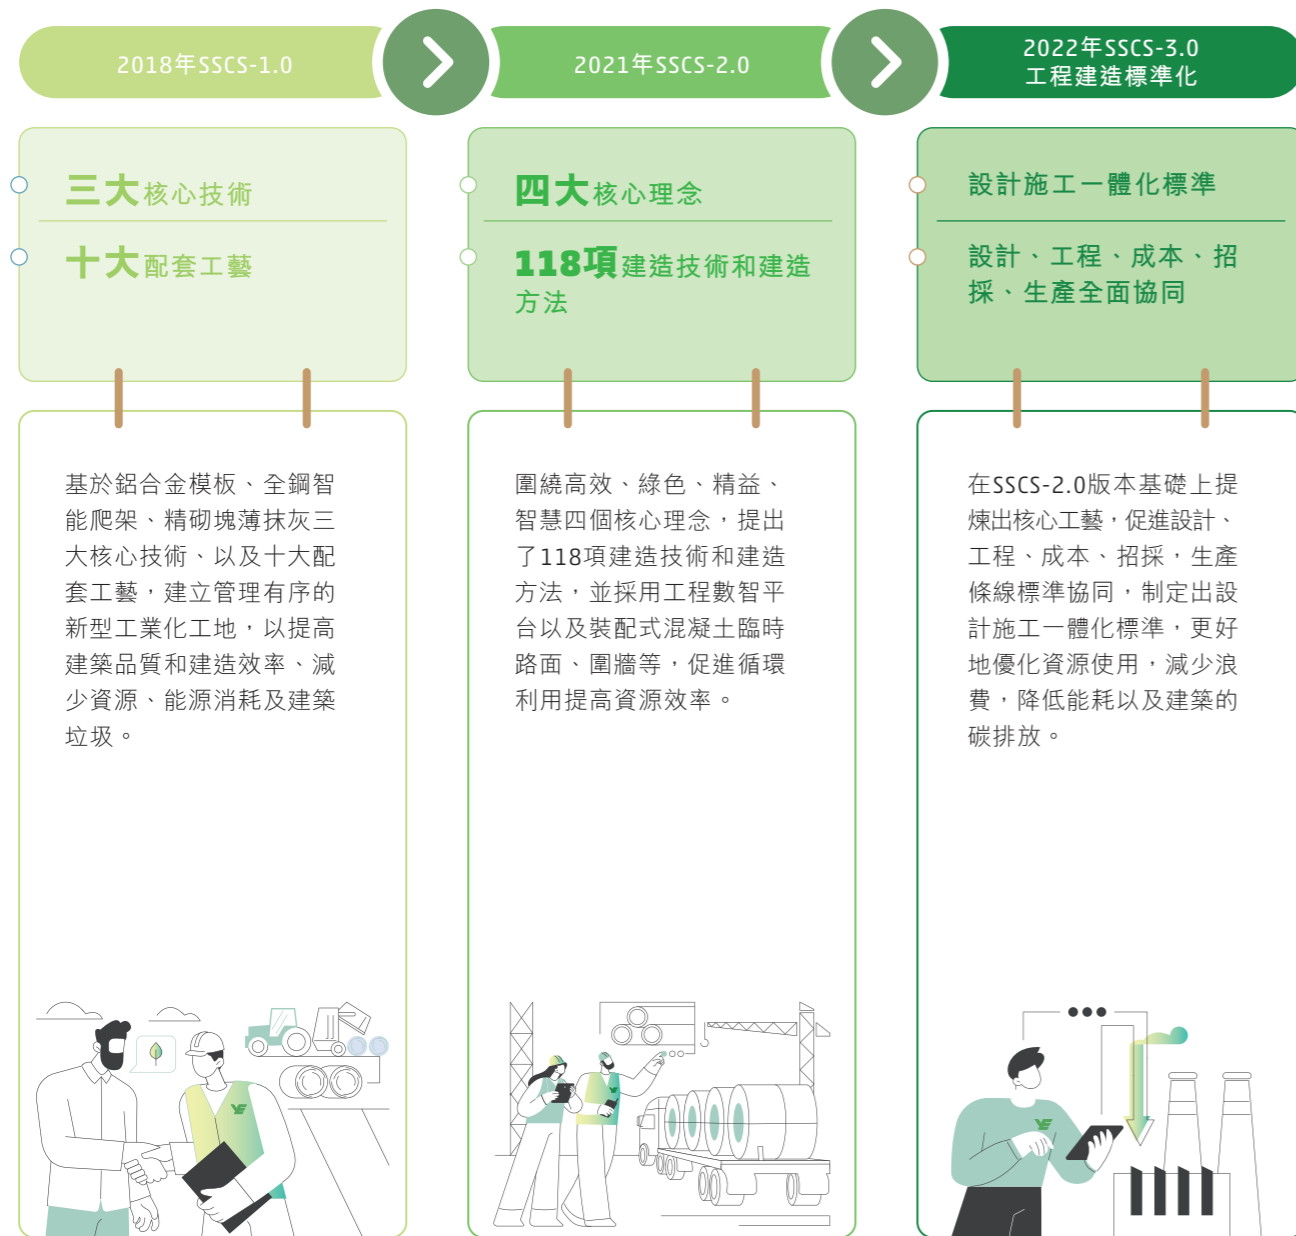 2018年SSCS-1.0
三大核心技術
十大配套工藝
基於鋁合金模板、全鋼智
能爬架、精砌塊薄抹灰三
大核心技術、以及十大配
套工藝，建立管理有序的
新型工業化工地，以提高
建築品質和建造效率、減
少資源、能源消耗及建築
垃圾。
2021年SSCS-2.0
四大核心理念
118項建造技術和建造
方法
圍繞高效、綠色、精益、
智慧四個核心理念，提出
了118項建造技術和建造
方法，並採用工程數智平
台以及裝配式混凝土臨時
路面、圍牆等，促進循環
利用提高資源效率。
2022年SSCS-3.0
工程建造標準化
設計施工一體化標準
設計、工程、成本、招
採、生產全面協同
在SSCS-2.0版本基礎上提
煉出核心工藝，促進設計、
工程、成本、招採，生產
條線標準協同，制定出設
計施工一體化標準，更好
地優化資源使用，減少浪
費，降低能耗以及建築的
碳排放。